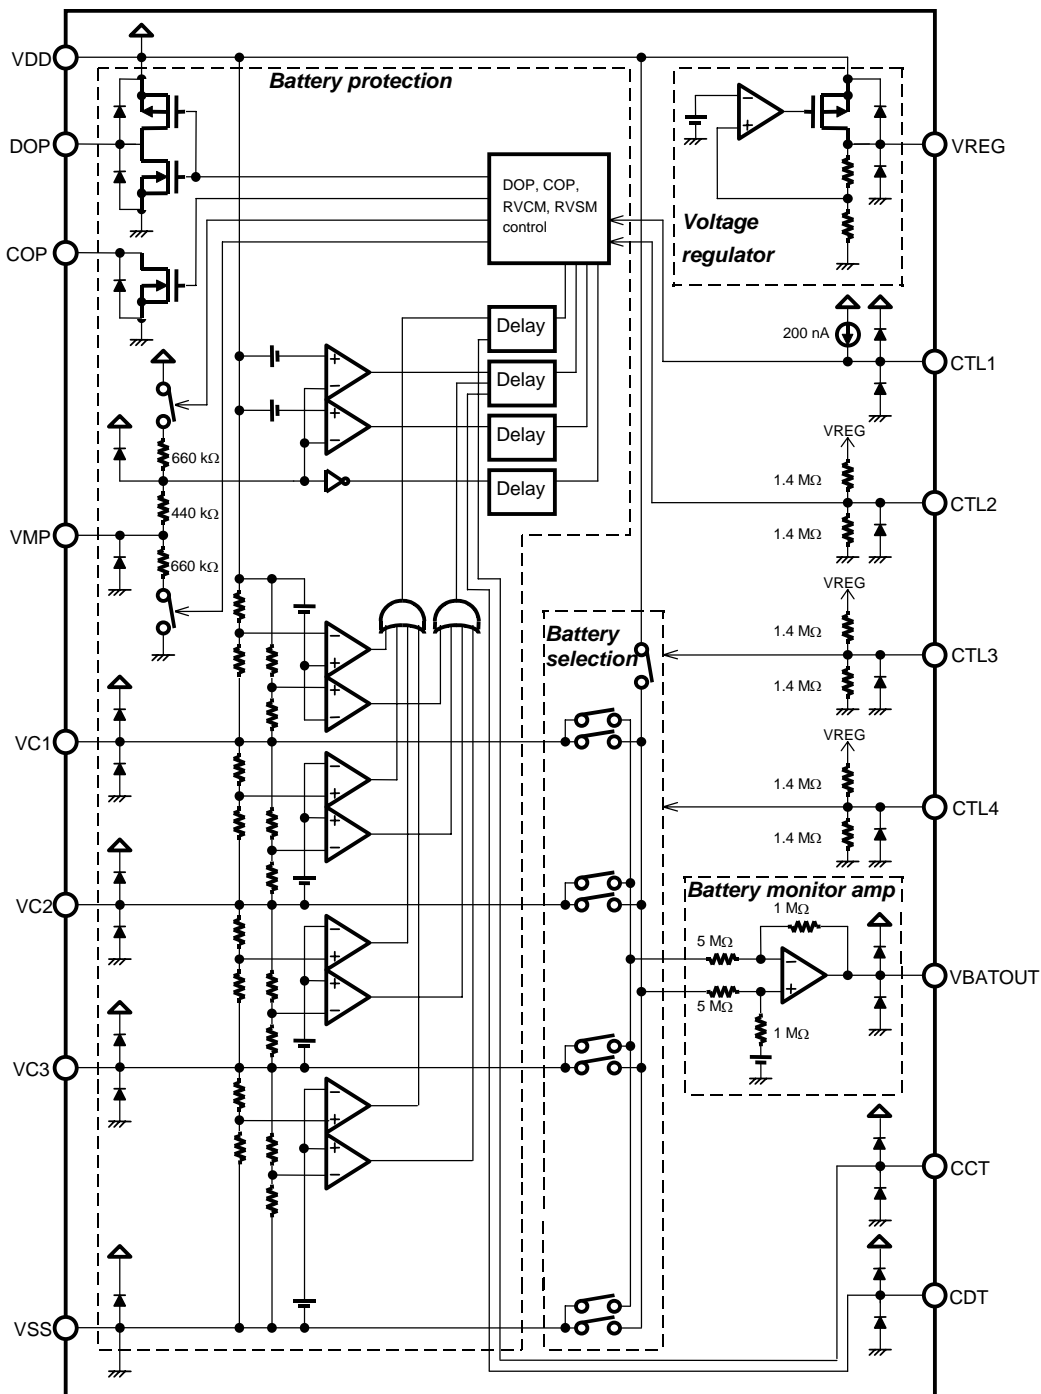 VDD
Battery protection
DOP
DOP, COP,
RVCM, RVSM
control
VREG
Voltage
regulator
COP
Delay
200 nA
CTL1
Delay
Delay
VREG
660 kΩ
1.4 MΩ
Delay
CTL2
440 kΩ
VMP
1.4 MΩ
660 kΩ
VREG
1.4 MΩ
Battery
selection
CTL3
1.4 MΩ
VC1
VREG
1.4 MΩ
CTL4
1.4 MΩ
Battery monitor amp
VC2
1 MΩ
5 MΩ
VBATOUT
5 MΩ
1 MΩ
VC3
CCT
CDT
VSS